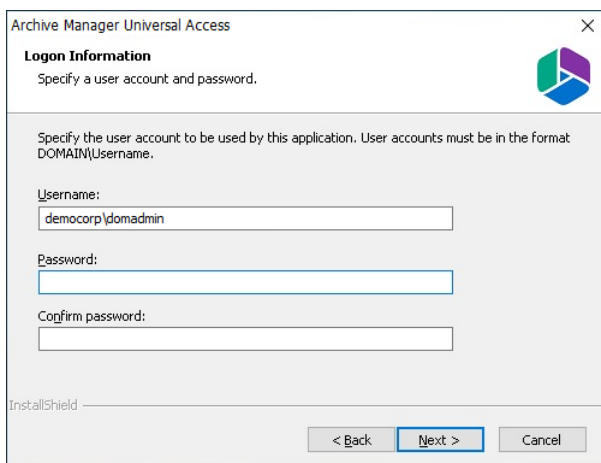 Archive Manager Universal Access
Logon Information
Specify a user account and password.
Specify the user account to be used by this application. User accounts must be in the format
DOMAIN\Username.
Username:
democorp\domadmin
Password:
Confirm password:
InstallShield
< Back Next > Cancel